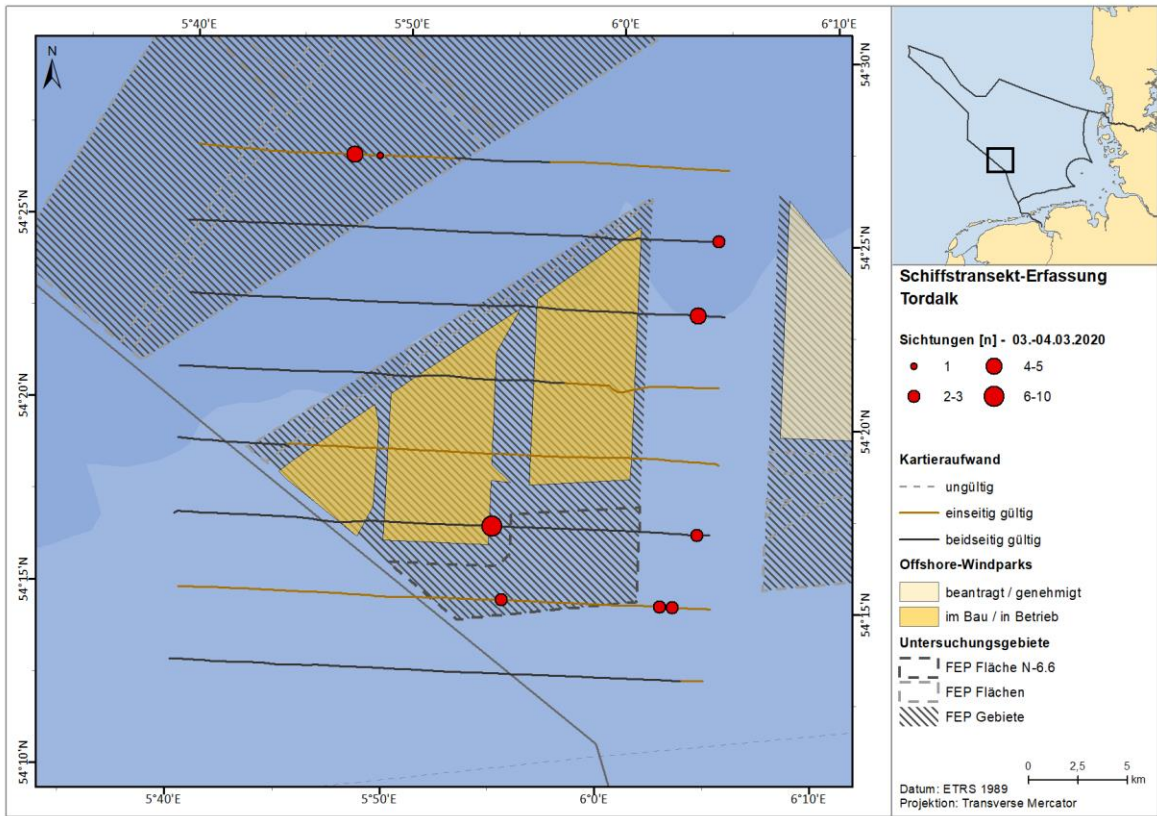 5°40'E 5°50'E 6°0'E 6°10'E
N
54°30'N
54°25'N 54°25'N
54°20'N 54°20'N
54°15'N 54°15'N
54°10'N
5°40'E 5°50'E 6°0'E 6°10'E
Schiffstransekt-Erfassung
Tordalk
Sichtungen [n] - 03.-04.03.2020
1 4-5
2-3 6-10
Kartieraufwand
ungültig
einseitig gültig
beidseitig gültig
Offshore-Windparks
beantragt / genehmigt
im Bau / in Betrieb
Untersuchungsgebiete
FEP Fläche N-6.6
FEP Flächen
FEP Gebiete
0 2,5 5
km
Datum: ETRS 1989
Projektion: Transverse Mercator